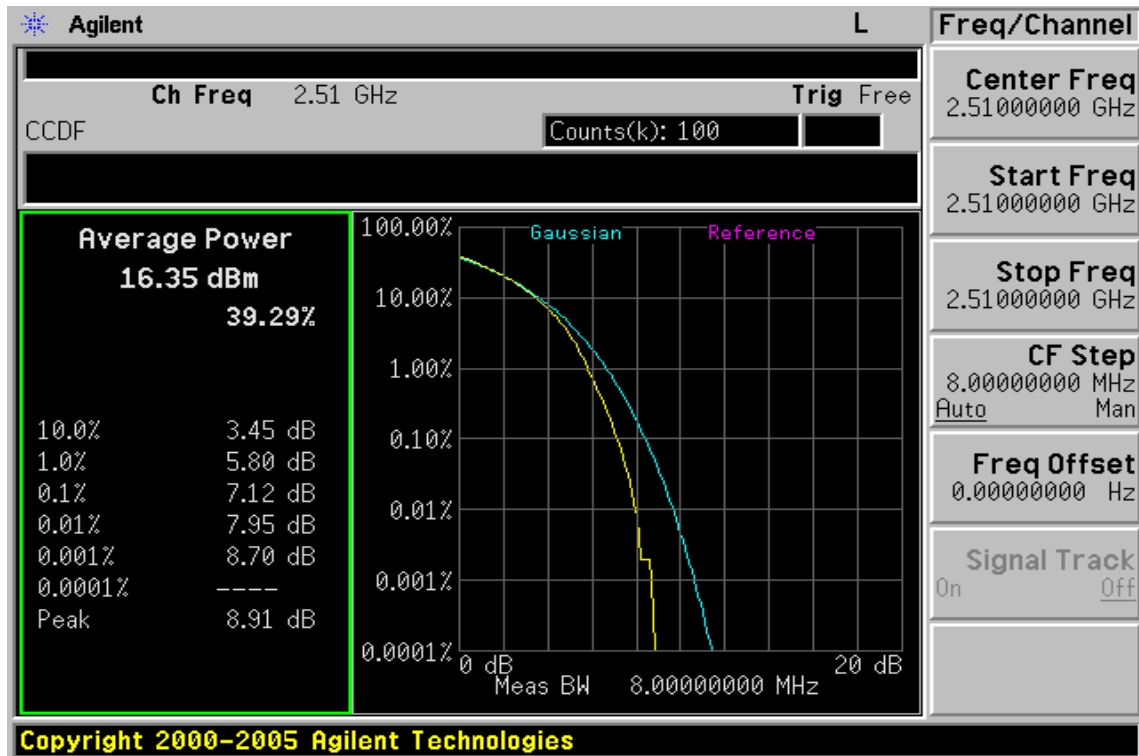 Agilent
L
Freq/Channel
Ch Freq 2.51 GHz
Trig Free
CCDF
Counts(k): 100
Average Power
16.35 dBm
39.29%
10.0% 3.45 dB
1.0% 5.80 dB
0.1% 7.12 dB
0.01% 7.95 dB
0.001% 8.70 dB
0.0001% ----
Peak 8.91 dB
Gaussian
Reference
100.00%
10.00%
1.00%
0.10%
0.01%
0.001%
0.0001%
0 dB
20 dB
Meas BW 8.00000000 MHz
Center Freq
2.51000000 GHz
Start Freq
2.51000000 GHz
Stop Freq
2.51000000 GHz
CF Step
8.00000000 MHz
Auto Man
Freq Offset
0.00000000 Hz
Signal Track
On Off
Copyright 2000-2005 Agilent Technologies